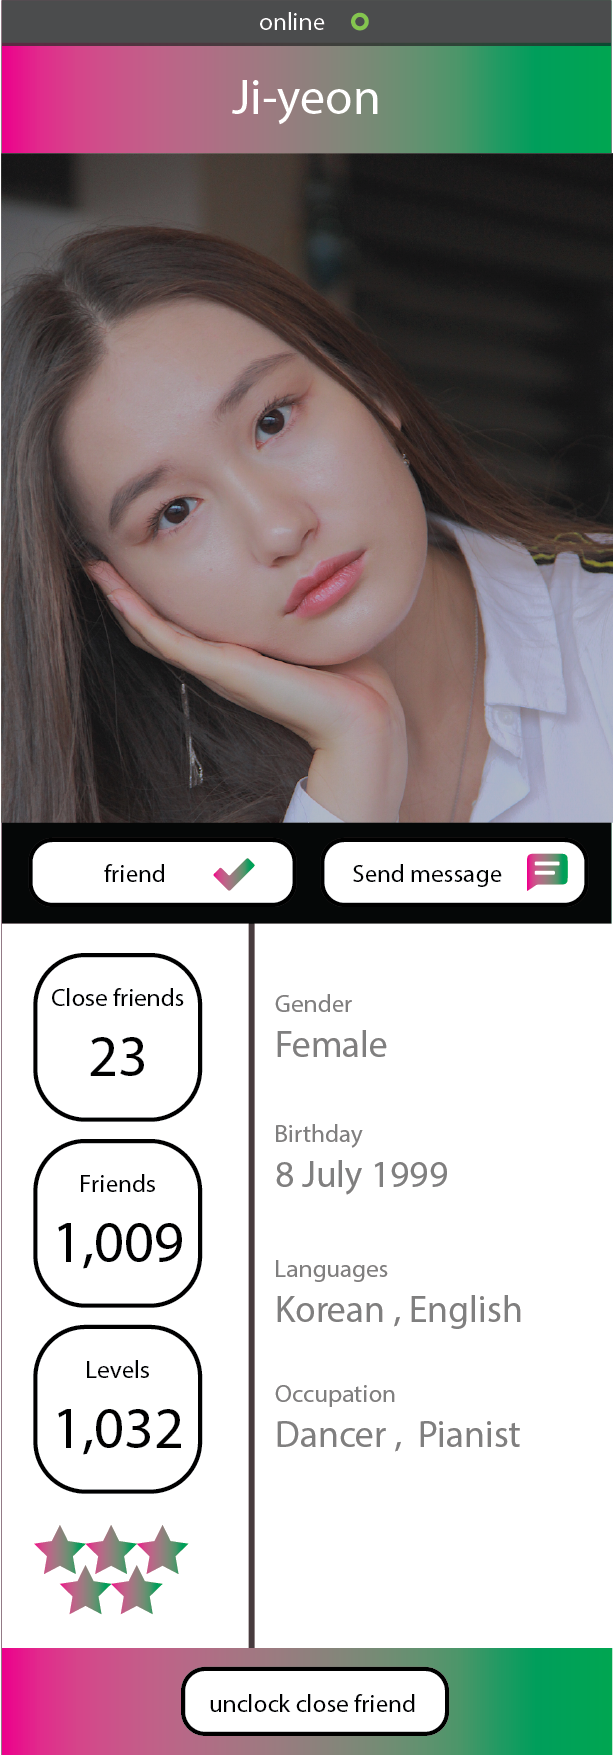 online
Ji-yeon
friend
Send message
Close friends
23
Friends
1,009
Levels
1,032
Gender
Female
Birthday
8 July 1999
Languages
Korean , English
Occupation
Dancer ,  Pianist
unclock close friend